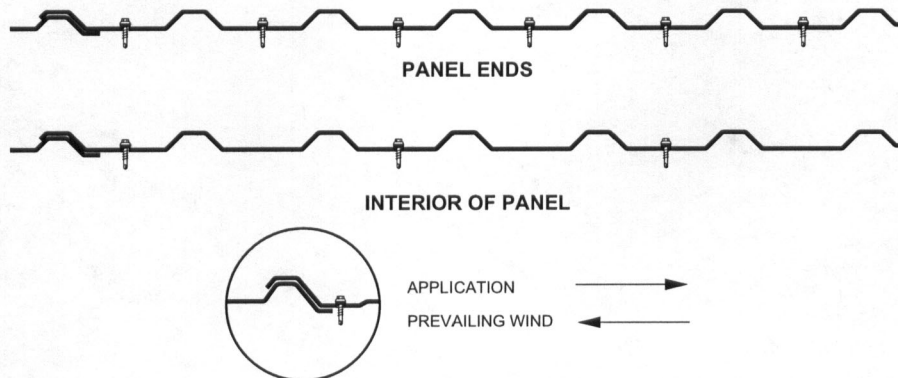 PANEL ENDS
INTERIOR OF PANEL
APPLICATION
PREVAILING WIND